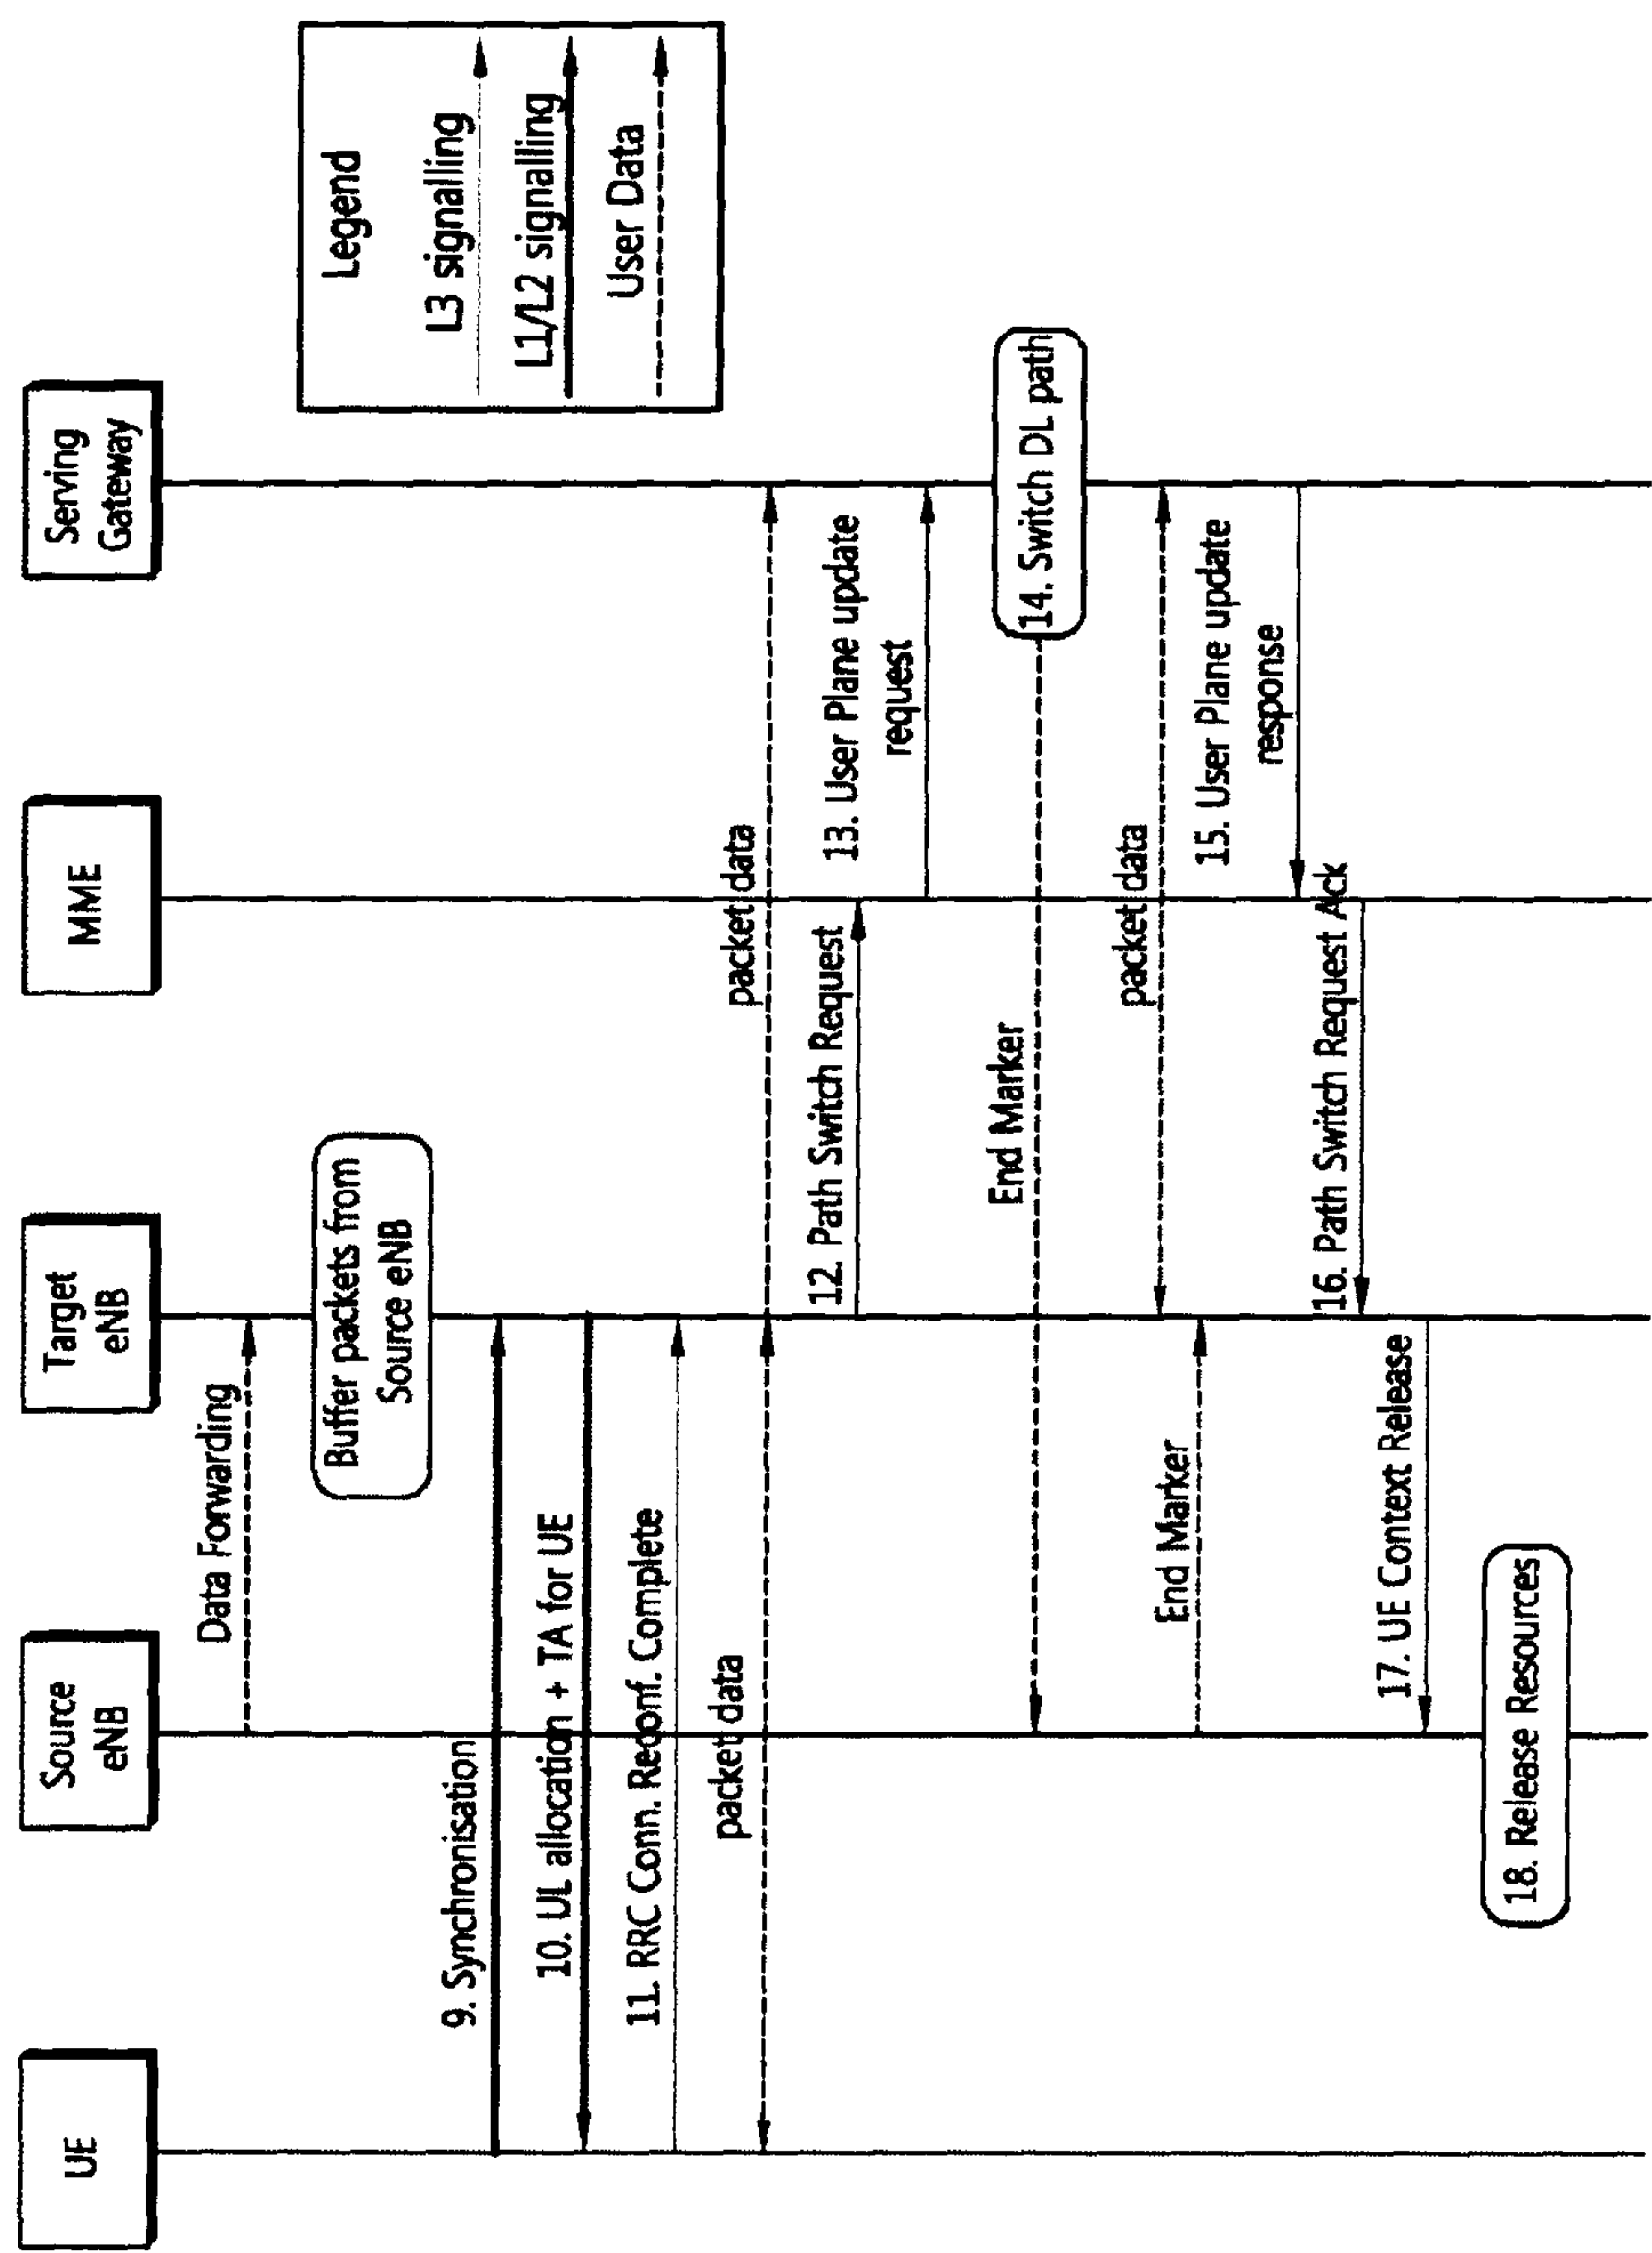 UE
Source
eNB
Target
eNB
MME
Serving
Gateway
Legend
L3 signalling
L1/L2 signalling
User Data
Data Forwarding
Buffer packets from
Source eNB
9. Synchronisation
10. UL allocation + TA for UE
11. RRC Conn. Reonf. Complete
packet data
packet data
12. Path Switch Request
13. User Plane update
request
End Marker
14. Switch DL path
packet data
End Marker
15. User Plane update
response
16. Path Switch Request Ack
17. UE Context Release
18. Release Resources